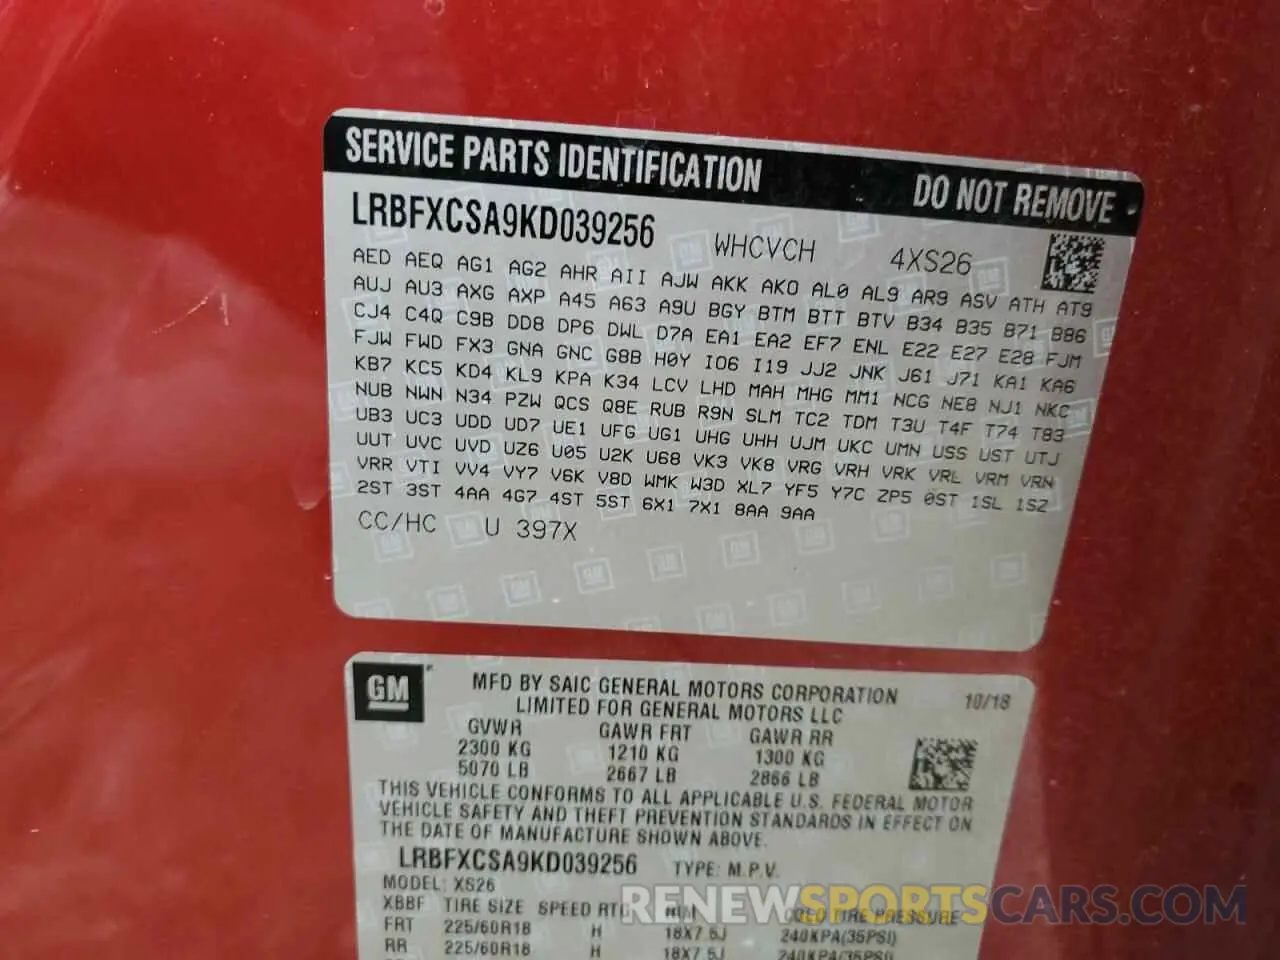 SERVICE PARTS IDENTIFICATION DO NOT REMOVE
LRBFXCSA9KD039256 WHCVCH 4XS26
AED AEQ AG1 AG2 AHR AII AJW AKK AKO AL0 AL9 AR9 ASV ATH AT9
AUJ AU3 AXG AXP A45 A63 A9U BGY BTM BTT BTV B34 B35 B71 B86
CJ4 C4Q C9B DD8 DP6 DWL D7A EA1 EA2 EF7 ENL E22 E27 E28 FJM
FJW FWD FX3 GNA GNC G8B H0Y I06 I19 JJ2 JNK J61 J71 KA1 KA6
KB7 KC5 KD4 KL9 KPA K34 LCV LHD MAH MHG MM1 NCG NE8 NJ1 NKC
NUB NWN N34 PZW QCS Q8E RUB R9N SLM TC2 TDM T3U T4F T74 T83
UB3 UC3 UDD UD7 UE1 UFG UG1 UHG UHH UJM UKC UMN USS UST UTJ
UUT UVC UVD UZ6 U05 U2K U68 VK3 VK8 VRG VRH VRK VRL VRM VRN
VRR VTI VV4 VY7 V6K V8D WMK W3D XL7 YF5 Y7C ZP5 0ST 1SL 1SZ
2ST 3ST 4AA 4G7 4ST 5ST 6X1 7X1 8AA 9AA
CC/HC U 397X
GM MFD BY SAIC GENERAL MOTORS CORPORATION 10/18
LIMITED FOR GENERAL MOTORS LLC
GVWR GAWR FRT GAWR RR
2300 KG 1210 KG 1300 KG
5070 LB 2667 LB 2866 LB
THIS VEHICLE CONFORMS TO ALL APPLICABLE U.S. FEDERAL MOTOR
VEHICLE SAFETY AND THEFT PREVENTION STANDARDS IN EFFECT ON
THE DATE OF MANUFACTURE SHOWN ABOVE.
LRBFXCSA9KD039256 TYPE: M.P.V.
MODEL: XS26
XBBF TIRE SIZE SPEED RTG RIM COLD TIRE PRESSURE
FRT 225/60R18 H 18X7.5J 240KPA(35PSI)
RR 225/60R18 H 18X7.5J 240KPA(35PSI)
RENEWSPORTSCARS.COM